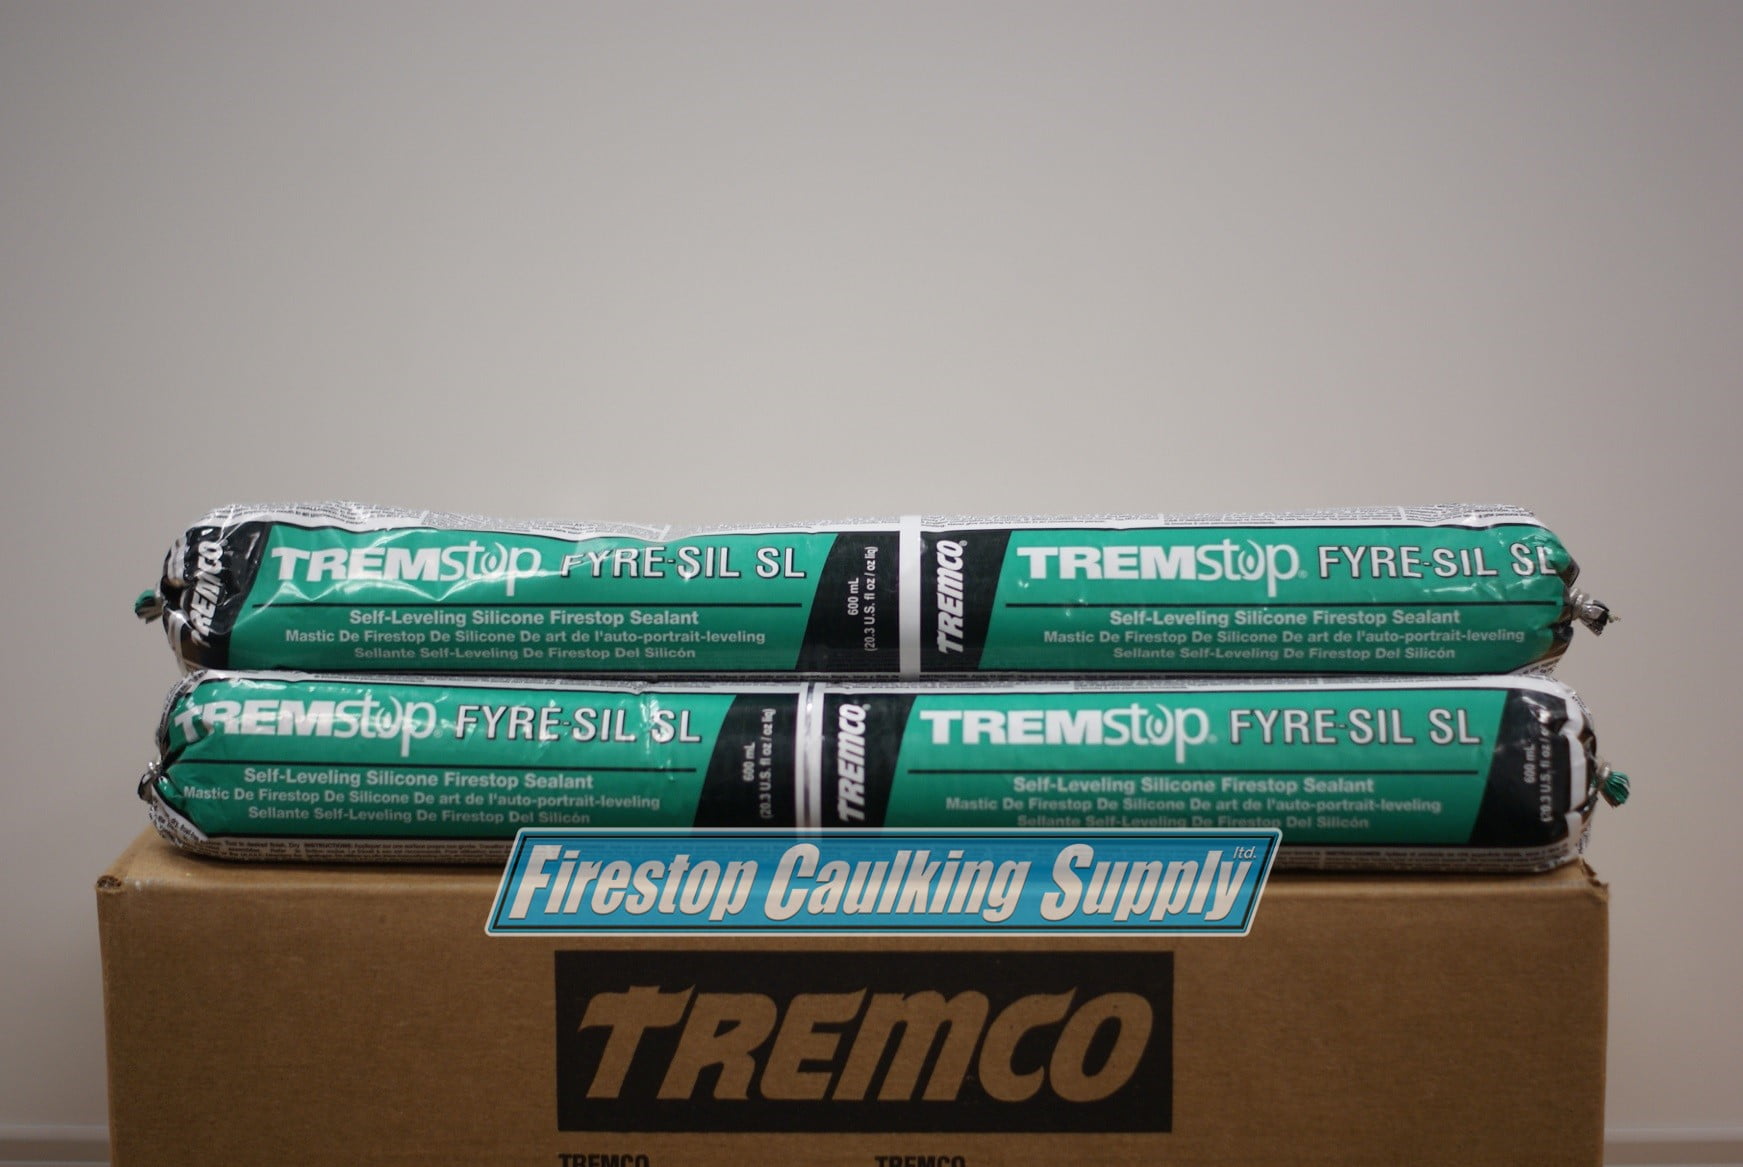 TREMCO
TREMstop FYRE-SIL SL
Self-Leveling Silicone Firestop Sealant
Mastic De Firestop De Silicone De art de l'auto-portrait-leveling
Sellante Self-Leveling De Firestop Del Silicón
600 mL
(20.3 U.S. fl oz / oz liq)
TREMCO
TREMstop FYRE-SIL SL
Self-Leveling Silicone Firestop Sealant
Mastic De Firestop De Silicone De art de l'auto-portrait-leveling
Sellante Self-Leveling De Firestop Del Silicón
TREMstop FYRE-SIL SL
Self-Leveling Silicone Firestop Sealant
Mastic De Firestop De Silicone De art de l'auto-portrait-leveling
Sellante Self-Leveling De Firestop Del Silicón
600 mL
(20.3 U.S. fl oz / oz liq)
TREMCO
TREMstop FYRE-SIL SL
Self-Leveling Silicone Firestop Sealant
Mastic De Firestop De Silicone De art de l'auto-portrait-leveling
Sellante Self-Leveling De Firestop Del Silicón
600 mL
Firestop Caulking Supply ltd.
TREMCO
TREMCO TREMCO